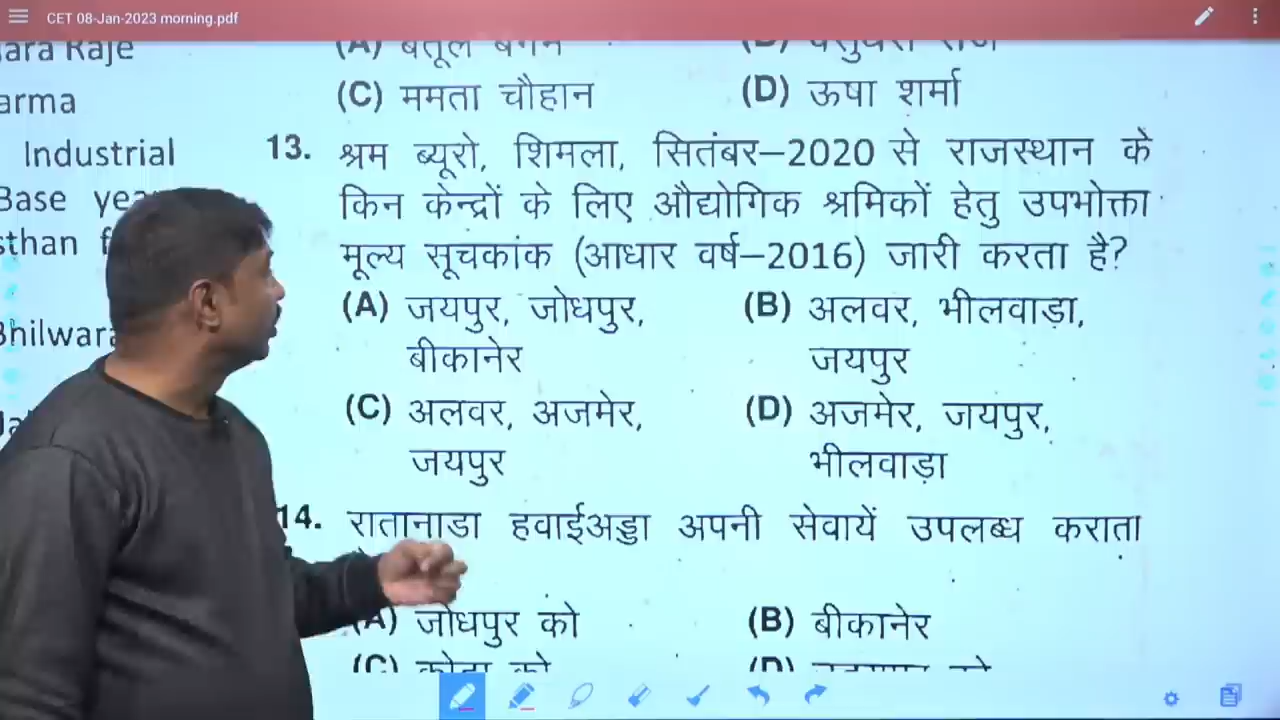 CET 08-Jan-2023 morning.pdf
ara Raje
arma
Industrial
Base
sthan
Bhilwara
(C) ममता चौहान (D) ऊषा शर्मा
13. श्रम ब्यूरो, शिमला, सितंबर–2020 से राजस्थान के
किन केन्द्रों के लिए औद्योगिक श्रमिकों हेतु उपभोक्ता
मूल्य सूचकांक (आधार वर्ष–2016) जारी करता है?
(A) जयपुर, जोधपुर, (B) अलवर, भीलवाड़ा,
बीकानेर जयपुर
(C) अलवर, अजमेर, (D) अजमेर, जयपुर,
जयपुर भीलवाड़ा
14. रातानाडा हवाईअड्डा अपनी सेवायें उपलब्ध कराता
(A) जोधपुर को (B) बीकानेर